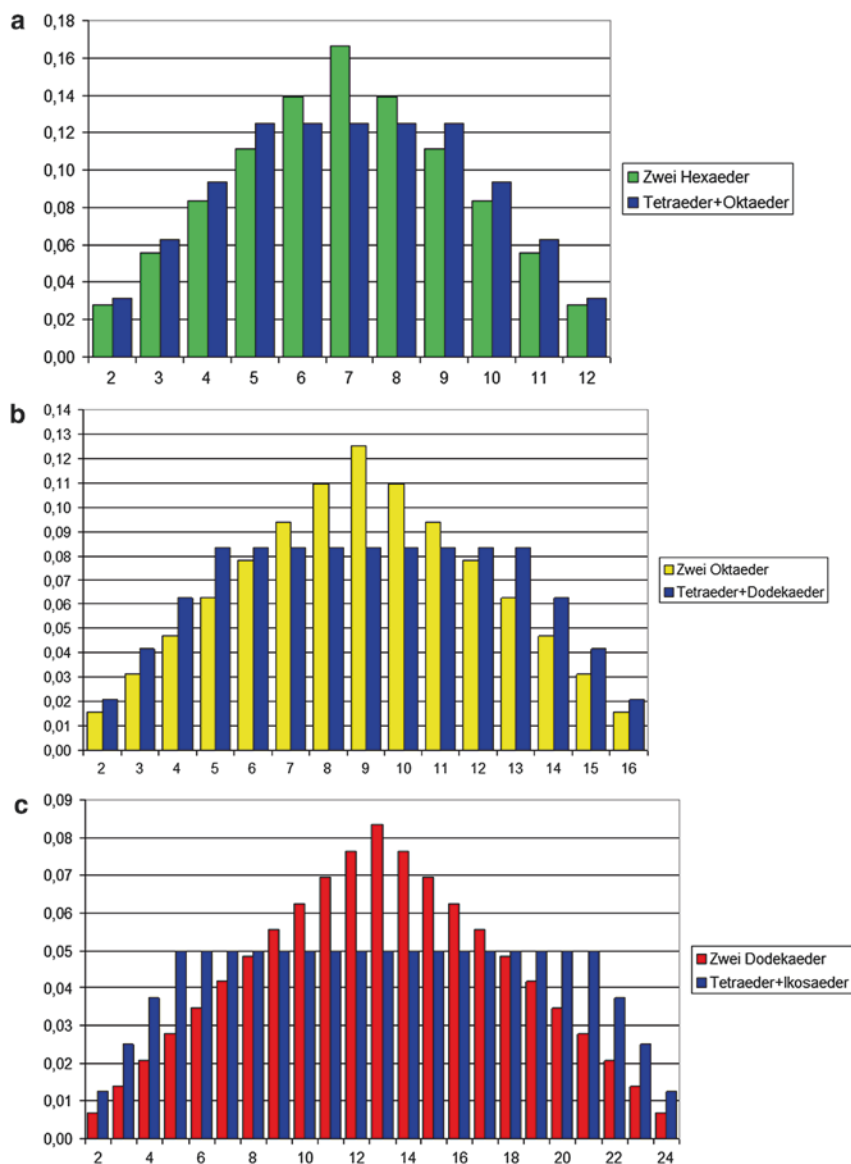 a
0,18
0,16
0,14
0,12
0,10
0,08
0,06
0,04
0,02
0,00
2 3 4 5 6 7 8 9 10 11 12
Zwei Hexaeder
Tetraeder+Oktaeder
b
0,14
0,13
0,12
0,11
0,10
0,09
0,08
0,07
0,06
0,05
0,04
0,03
0,02
0,01
0,00
2 3 4 5 6 7 8 9 10 11 12 13 14 15 16
Zwei Oktaeder
Tetraeder+Dodekaeder
c
0,09
0,08
0,07
0,06
0,05
0,04
0,03
0,02
0,01
0,00
2 4 6 8 10 12 14 16 18 20 22 24
Zwei Dodekaeder
Tetraeder+Ikosaeder